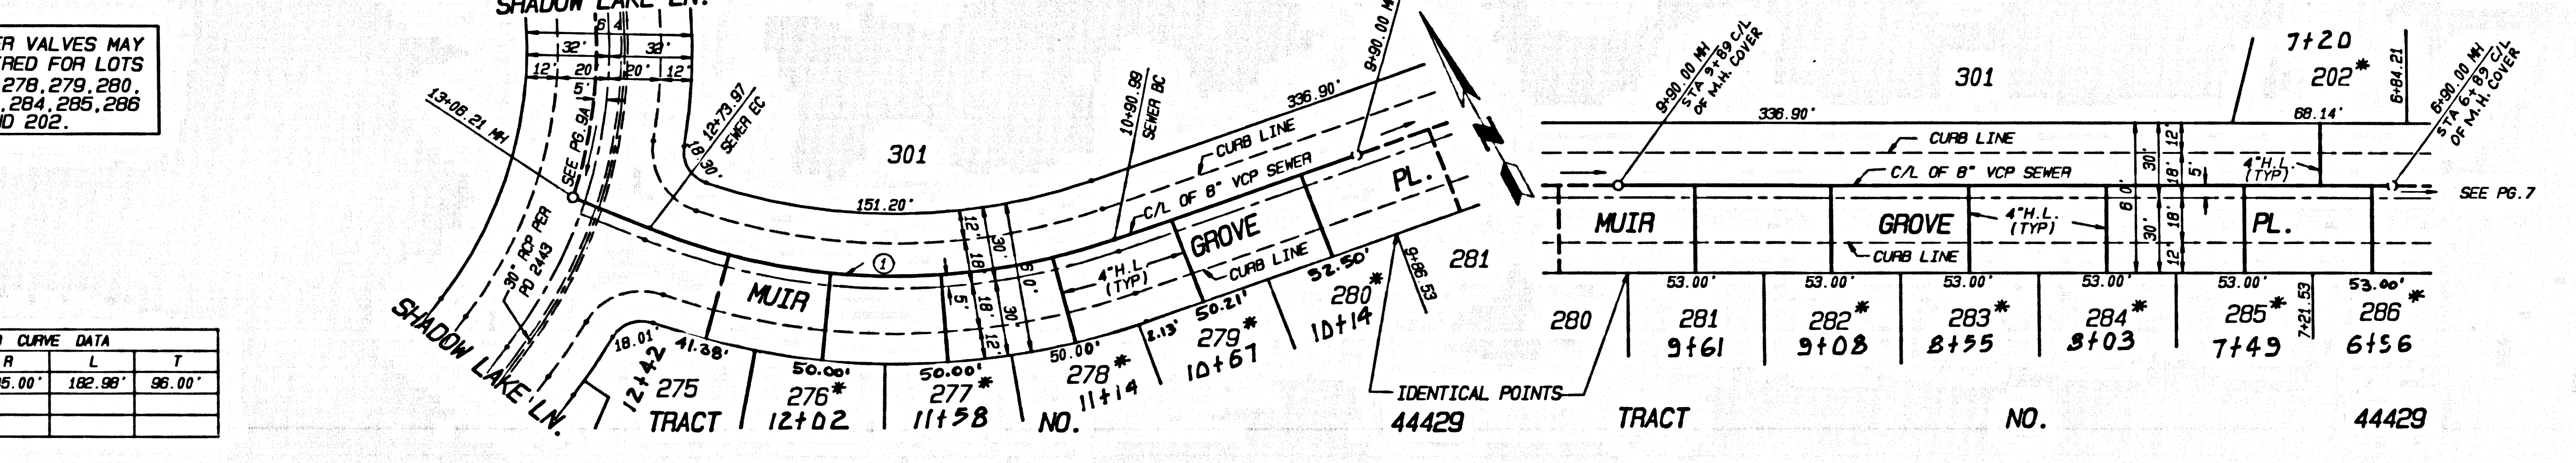 SHADOW LAKE LN.
ER VALVES MAY
RED FOR LOTS
278,279,280,
,284,285,286
ND 202.
6 4
32' 32'
12' 20' 20' 12'
5'
13+06.21 MH
SEE PG.9A
12+73.97
SEWER EC
18.30'
301
151.20'
10+90.99
SEWER BC
336.90'
9+90.00 M
CURB LINE
C/L OF 8" VCP SEWER
PL.
N
30" RCP PER
PD 2443
SHADOW LAKE LN.
MUIR
1
12' 30'
18' 60'
5' 18' 30'
12'
4"H.L.
(TYP)
GROVE
CURB LINE
18.01'
41.38'
12+42
275
50.00'
276*
12+02
50.00'
277*
11+58
50.00'
278*
11+14
2.13'
50.21'
279*
10+67
52.50'
280*
10+14
9+86.53
281
TRACT NO. 44429
CURVE DATA
R L T
5.00' 182.98' 96.00'
IDENTICAL POINTS
9+90.00 MH
STA 9+89 C/L
OF M.H. COVER
301
7+20
202*
6+84.21
6+90.00 MH
STA 6+89 C/L
OF M.H. COVER
336.90'
68.14'
CURB LINE
C/L OF 8" VCP SEWER
12'
30' 18' 5'
60'
30' 18'
12'
4"H.L.
(TYP)
SEE PG.7
MUIR GROVE PL.
4"H.L.
(TYP)
CURB LINE
53.00' 53.00' 53.00' 53.00' 53.00' 53.00'
280 281 282* 283* 284* 285* 7+21.53 286*
9+61 9+08 8+55 8+03 7+49 6+56
TRACT NO. 44429